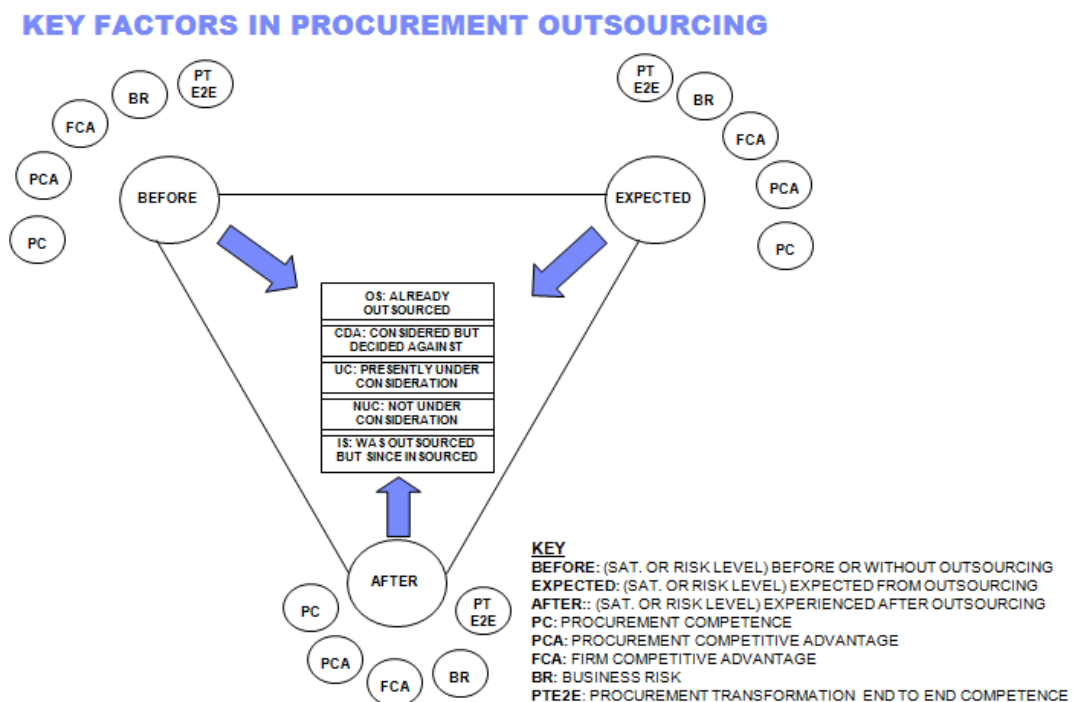 KEY FACTORS IN PROCUREMENT OUTSOURCING
PT
E2E
BR
FCA
PCA
PC
BEFORE
PT
E2E
BR
FCA
PCA
PC
EXPECTED
OS: ALREADY
OUTSOURCED
CDA: CONSIDERED BUT
DECIDED AGAINST
UC: PRESENTLY UNDER
CONSIDERATION
NUC: NOT UNDER
CONSIDERATION
IS: WAS OUTSOURCED
BUT SINCE INSOURCED
AFTER
PC
PCA
FCA
BR
PT
E2E
KEY
BEFORE: (SAT. OR RISK LEVEL) BEFORE OR WITHOUT OUTSOURCING
EXPECTED: (SAT. OR RISK LEVEL) EXPECTED FROM OUTSOURCING
AFTER:: (SAT. OR RISK LEVEL) EXPERIENCED AFTER OUTSOURCING
PC: PROCUREMENT COMPETENCE
PCA: PROCUREMENT COMPETITIVE ADVANTAGE
FCA: FIRM COMPETITIVE ADVANTAGE
BR: BUSINESS RISK
PTE2E: PROCUREMENT TRANSFORMATION END TO END COMPETENCE